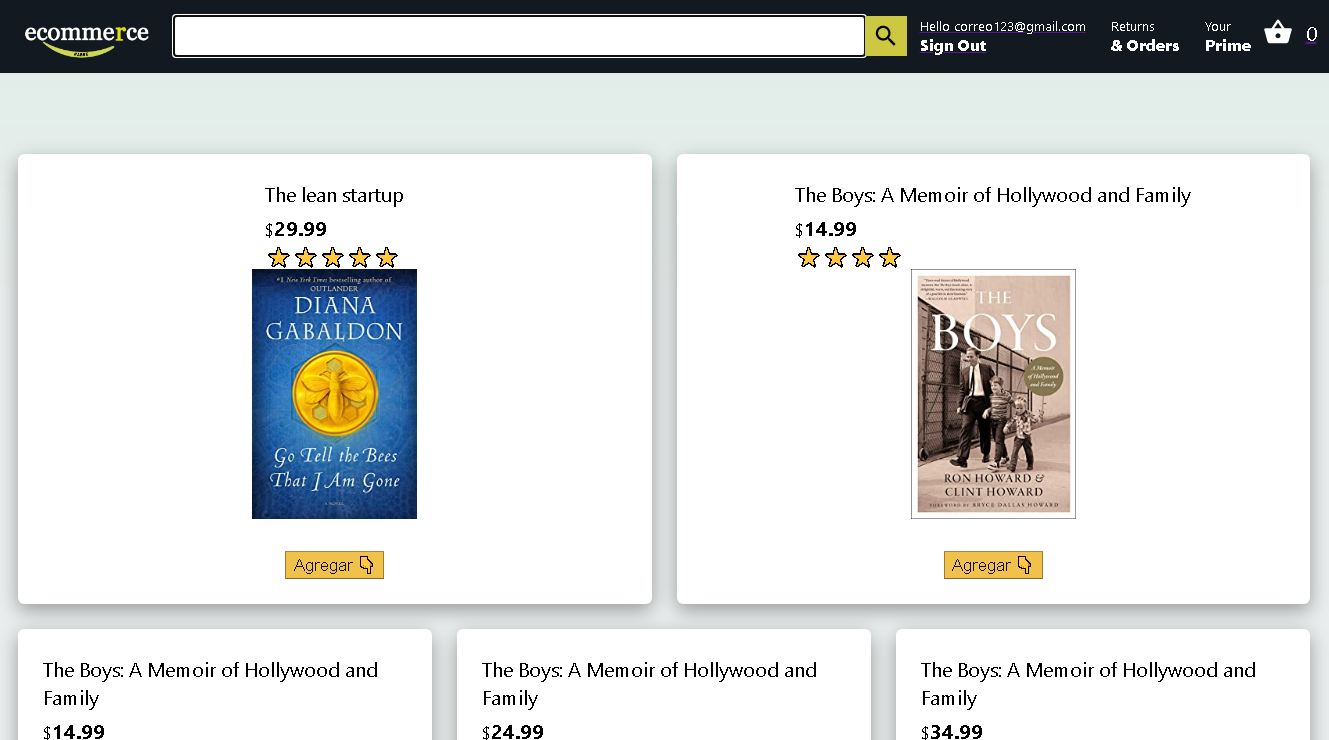 ecommerce
Hello correo123@gmail.com
Sign Out
Returns
& Orders
Your
Prime
0
The lean startup
$29.99
#1 New York Times bestselling author of
OUTLANDER
DIANA
GABALDON
Go Tell the Bees
That I Am Gone
A NOVEL
Agregar
The Boys: A Memoir of Hollywood and Family
$14.99
THE
BOYS
A Memoir
of Hollywood
and Family
RON HOWARD &
CLINT HOWARD
FOREWORD BY BRYCE DALLAS HOWARD
Agregar
The Boys: A Memoir of Hollywood and
Family
$14.99
The Boys: A Memoir of Hollywood and
Family
$24.99
The Boys: A Memoir of Hollywood and
Family
$34.99